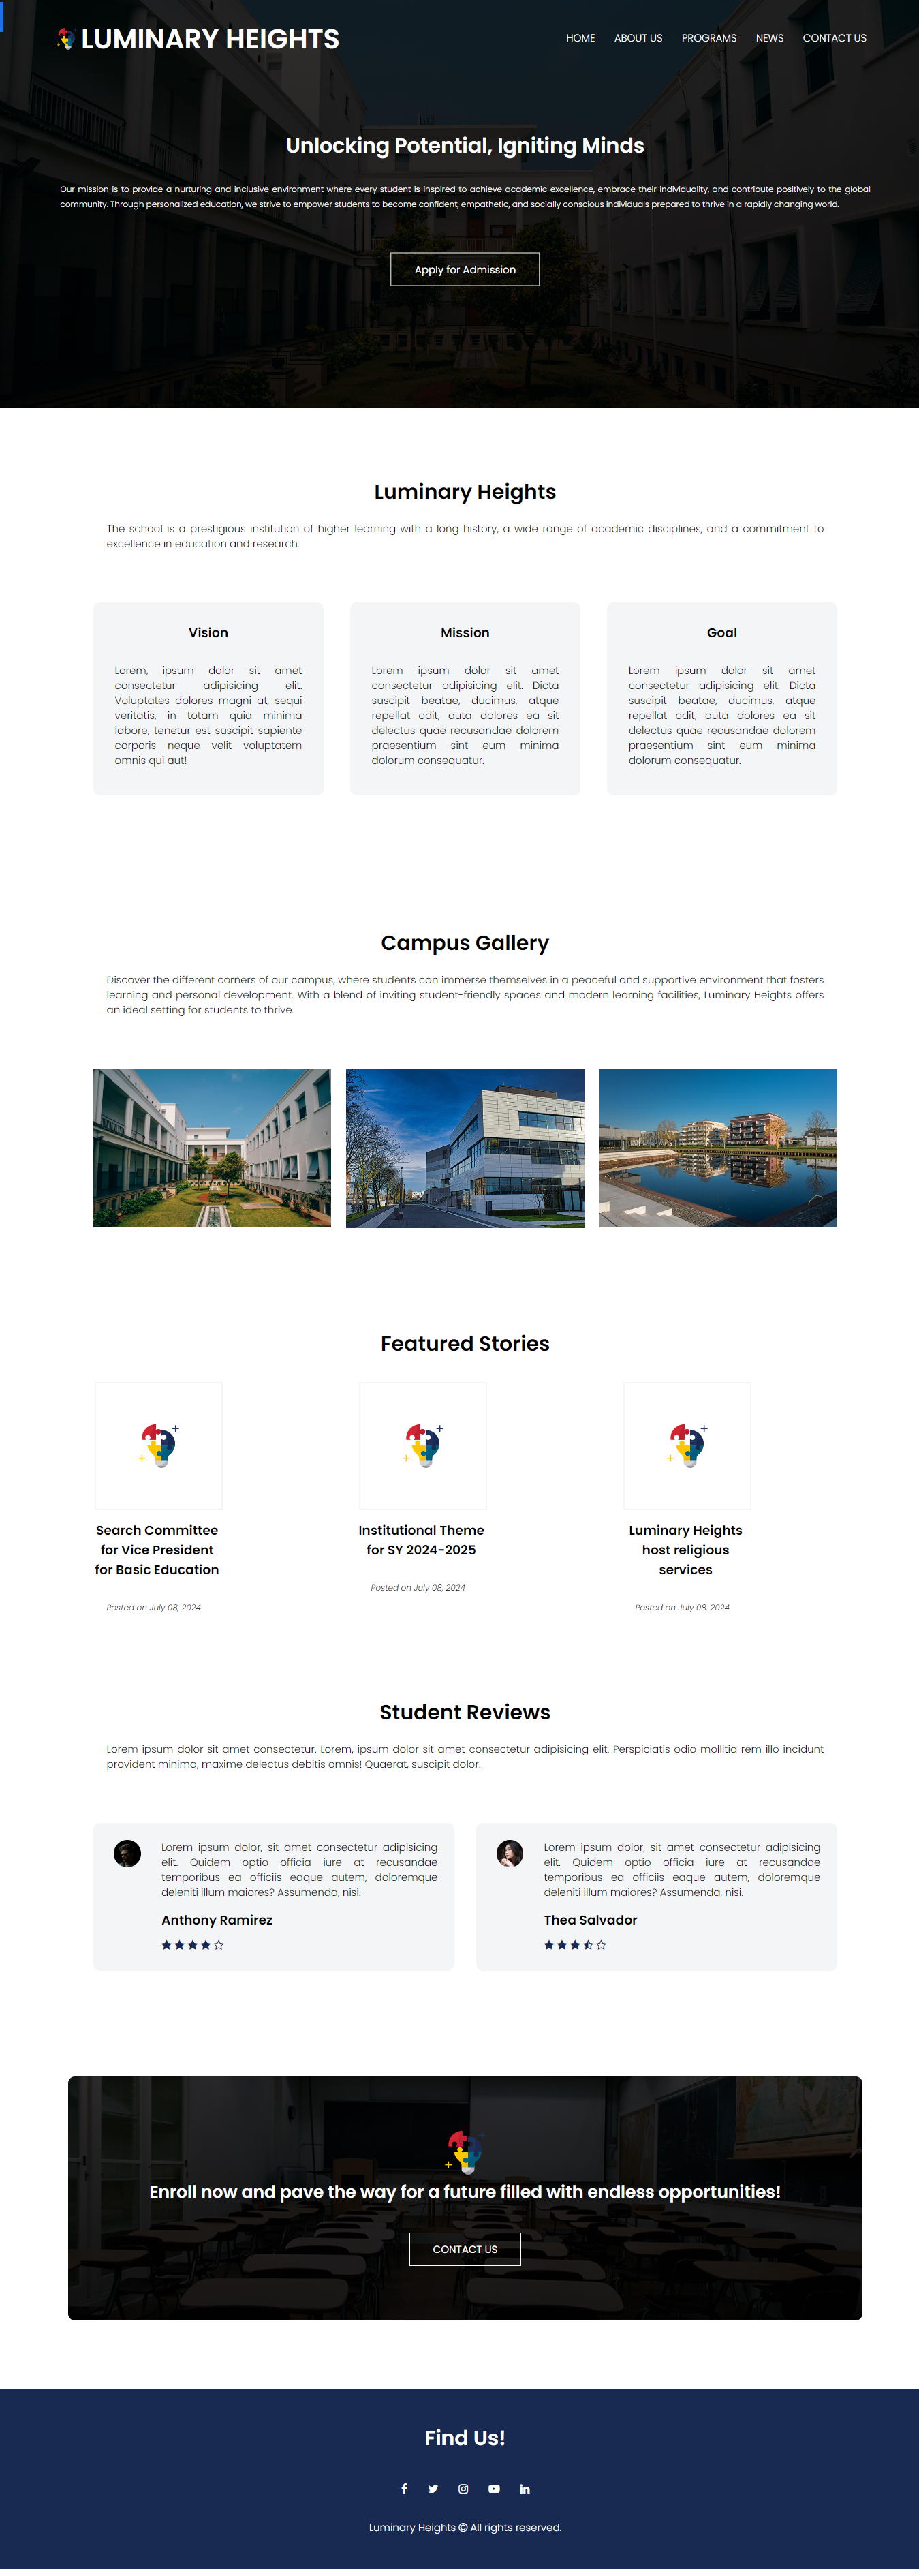 LUMINARY HEIGHTS
HOME ABOUT US PROGRAMS NEWS CONTACT US
Unlocking Potential, Igniting Minds
Our mission is to provide a nurturing and inclusive environment where every student is inspired to achieve academic excellence, embrace their individuality, and contribute positively to the global
community. Through personalized education, we strive to empower students to become confident, empathetic, and socially conscious individuals prepared to thrive in a rapidly changing world.
Apply for Admission
Luminary Heights
The school is a prestigious institution of higher learning with a long history, a wide range of academic disciplines, and a commitment to
excellence in education and research.
Vision
Lorem, ipsum dolor sit amet
consectetur adipisicing elit.
Voluptates dolores magni at, sequi
veritatis, in totam quia minima
labore, tenetur est suscipit sapiente
corporis neque velit voluptatem
omnis qui aut!
Mission
Lorem ipsum dolor sit amet
consectetur adipisicing elit. Dicta
suscipit beatae, ducimus, atque
repellat odit, auta dolores ea sit
delectus quae recusandae dolorem
praesentium sint eum minima
dolorum consequatur.
Goal
Lorem ipsum dolor sit amet
consectetur adipisicing elit. Dicta
suscipit beatae, ducimus, atque
repellat odit, auta dolores ea sit
delectus quae recusandae dolorem
praesentium sint eum minima
dolorum consequatur.
Campus Gallery
Discover the different corners of our campus, where students can immerse themselves in a peaceful and supportive environment that fosters
learning and personal development. With a blend of inviting student-friendly spaces and modern learning facilities, Luminary Heights offers
an ideal setting for students to thrive.
Featured Stories
Search Committee
for Vice President
for Basic Education
Posted on July 08, 2024
Institutional Theme
for SY 2024-2025
Posted on July 08, 2024
Luminary Heights
host religious
services
Posted on July 08, 2024
Student Reviews
Lorem ipsum dolor sit amet consectetur. Lorem, ipsum dolor sit amet consectetur adipisicing elit. Perspiciatis odio mollitia rem illo incidunt
provident minima, maxime delectus debitis omnis! Quaerat, suscipit dolor.
Lorem ipsum dolor, sit amet consectetur adipisicing
elit. Quidem optio officia iure at recusandae
temporibus ea officiis eaque autem, doloremque
deleniti illum maiores? Assumenda, nisi.
Anthony Ramirez
Lorem ipsum dolor, sit amet consectetur adipisicing
elit. Quidem optio officia iure at recusandae
temporibus ea officiis eaque autem, doloremque
deleniti illum maiores? Assumenda, nisi.
Thea Salvador
Enroll now and pave the way for a future filled with endless opportunities!
CONTACT US
Find Us!
Luminary Heights © All rights reserved.